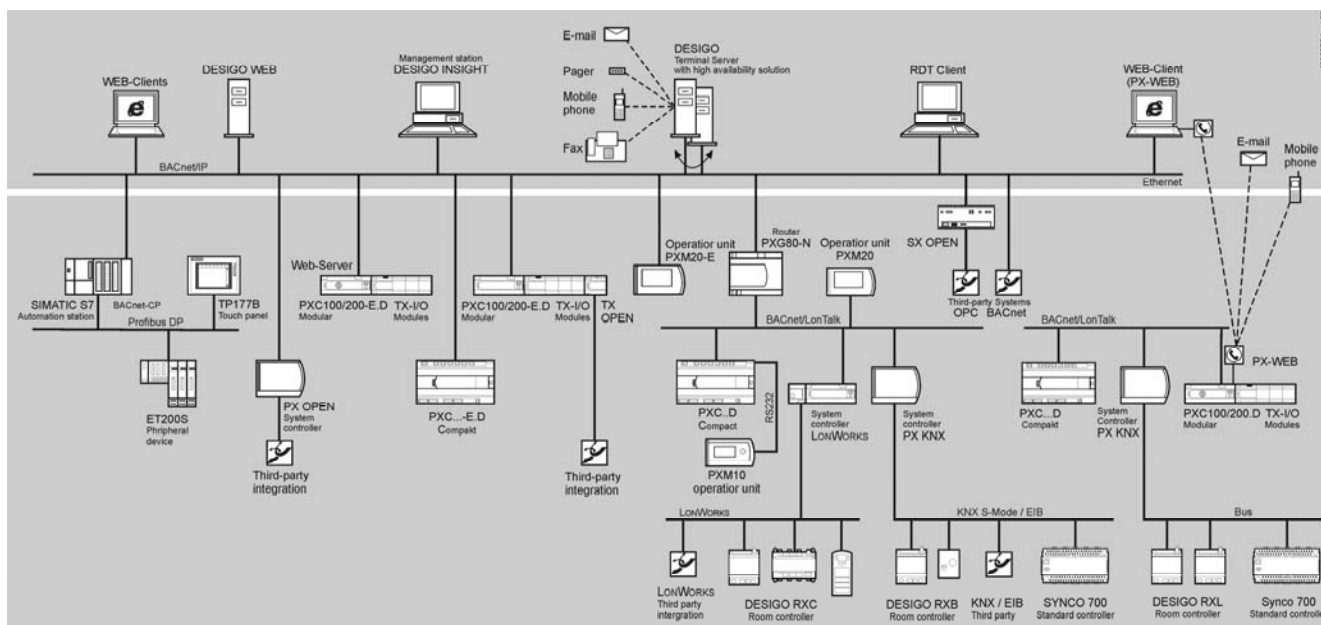 E-mail
Pager
Mobile
phone
Fax
DESIGO
Terminal Server
with high availability solution
Management station
DESIGO INSIGHT
DESIGO WEB
WEB-Clients
RDT Client
WEB-Client
(PX-WEB)
E-mail
Mobile
phone
BACnet/IP
Ethernet
SIMATIC S7
Automation station
BACnet-CP
TP177B
Touch panel
Profibus DP
ET200S
Phripheral
device
PX OPEN
System
controller
Third-party
integration
Web-Server
PXC100/200-E.D
Modular
TX-I/O
Modules
PXC...-E.D
Compakt
PXC100/200-E.D
Modular
TX-I/O
Modules
TX
OPEN
Third-party
integration
Operatior unit
PXM20-E
Router
PXG80-N
Operatior unit
PXM20
SX OPEN
Third-party
OPC
Systems
BACnet
BACnet/LonTalk
PXC..D
Compact
RS232
PXM10
operatior unit
System
controller
LONWORKS
System
controller
PX KNX
BACnet/LonTalk
PX-WEB
PXC...D
Compakt
System
Controller
PX KNX
PXC100/200.D
Modular
TX-I/O
Modules
LONWORKS
KNX S-Mode / EIB
Bus
LONWORKS
Third party
intergration
DESIGO RXC
Room controller
DESIGO RXB
Room controller
KNX / EIB
Third party
SYNCO 700
Standard controller
DESIGO RXL
Room controller
Synco 700
Standard controlle